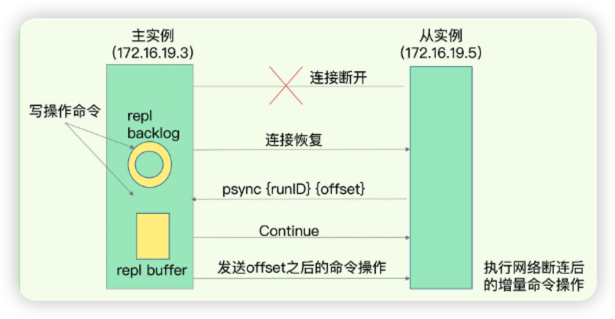 主实例
(172.16.19.3)
从实例
(172.16.19.5)
连接断开
写操作命令
repl
backlog
连接恢复
psync {runID} {offset}
Continue
repl buffer
发送offset之后的命令操作
执行网络断连后
的增量命令操作